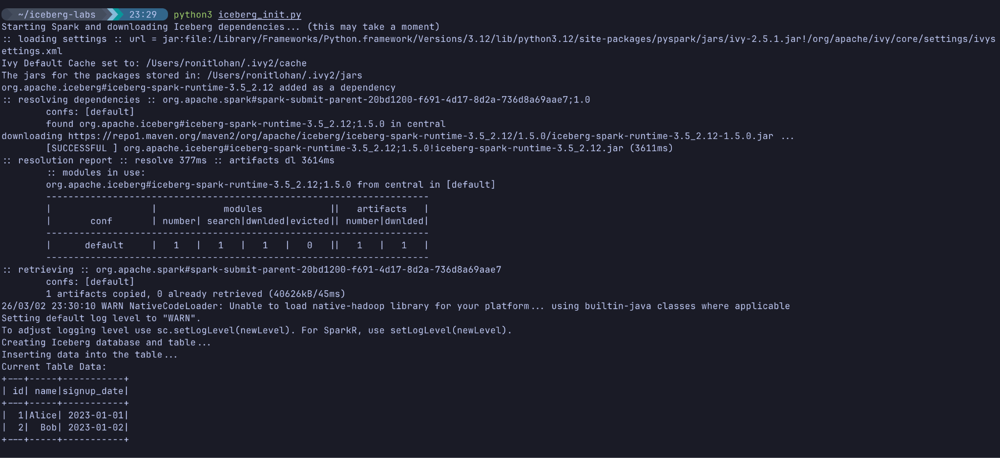 ~/iceberg-labs 23:29 python3 iceberg_init.py
Starting Spark and downloading Iceberg dependencies... (this may take a moment)
:: loading settings :: url = jar:file:/Library/Frameworks/Python.framework/Versions/3.12/lib/python3.12/site-packages/pyspark/jars/ivy-2.5.1.jar!/org/apache/ivy/core/settings/ivys
ettings.xml
Ivy Default Cache set to: /Users/ronitlohan/.ivy2/cache
The jars for the packages stored in: /Users/ronitlohan/.ivy2/jars
org.apache.iceberg#iceberg-spark-runtime-3.5_2.12 added as a dependency
:: resolving dependencies :: org.apache.spark#spark-submit-parent-20bd1200-f691-4d17-8d2a-736d8a69aae7;1.0
        confs: [default]
        found org.apache.iceberg#iceberg-spark-runtime-3.5_2.12;1.5.0 in central
downloading https://repo1.maven.org/maven2/org/apache/iceberg/iceberg-spark-runtime-3.5_2.12/1.5.0/iceberg-spark-runtime-3.5_2.12-1.5.0.jar ...
        [SUCCESSFUL ] org.apache.iceberg#iceberg-spark-runtime-3.5_2.12;1.5.0!iceberg-spark-runtime-3.5_2.12.jar (3611ms)
:: resolution report :: resolve 377ms :: artifacts dl 3614ms
        :: modules in use:
        org.apache.iceberg#iceberg-spark-runtime-3.5_2.12;1.5.0 from central in [default]
        ---------------------------------------------------------------------
        |                  |            modules            ||   artifacts   |
        |       conf       | number| search|dwnlded|evicted|| number|dwnlded|
        ---------------------------------------------------------------------
        |      default     |   1   |   1   |   1   |   0   ||   1   |   1   |
        ---------------------------------------------------------------------
:: retrieving :: org.apache.spark#spark-submit-parent-20bd1200-f691-4d17-8d2a-736d8a69aae7
        confs: [default]
        1 artifacts copied, 0 already retrieved (40626kB/45ms)
26/03/02 23:30:10 WARN NativeCodeLoader: Unable to load native-hadoop library for your platform... using builtin-java classes where applicable
Setting default log level to "WARN".
To adjust logging level use sc.setLogLevel(newLevel). For SparkR, use setLogLevel(newLevel).
Creating Iceberg database and table...
Inserting data into the table...
Current Table Data:
+---+-----+-----------+
| id| name|signup_date|
+---+-----+-----------+
|  1|Alice| 2023-01-01|
|  2|  Bob| 2023-01-02|
+---+-----+-----------+